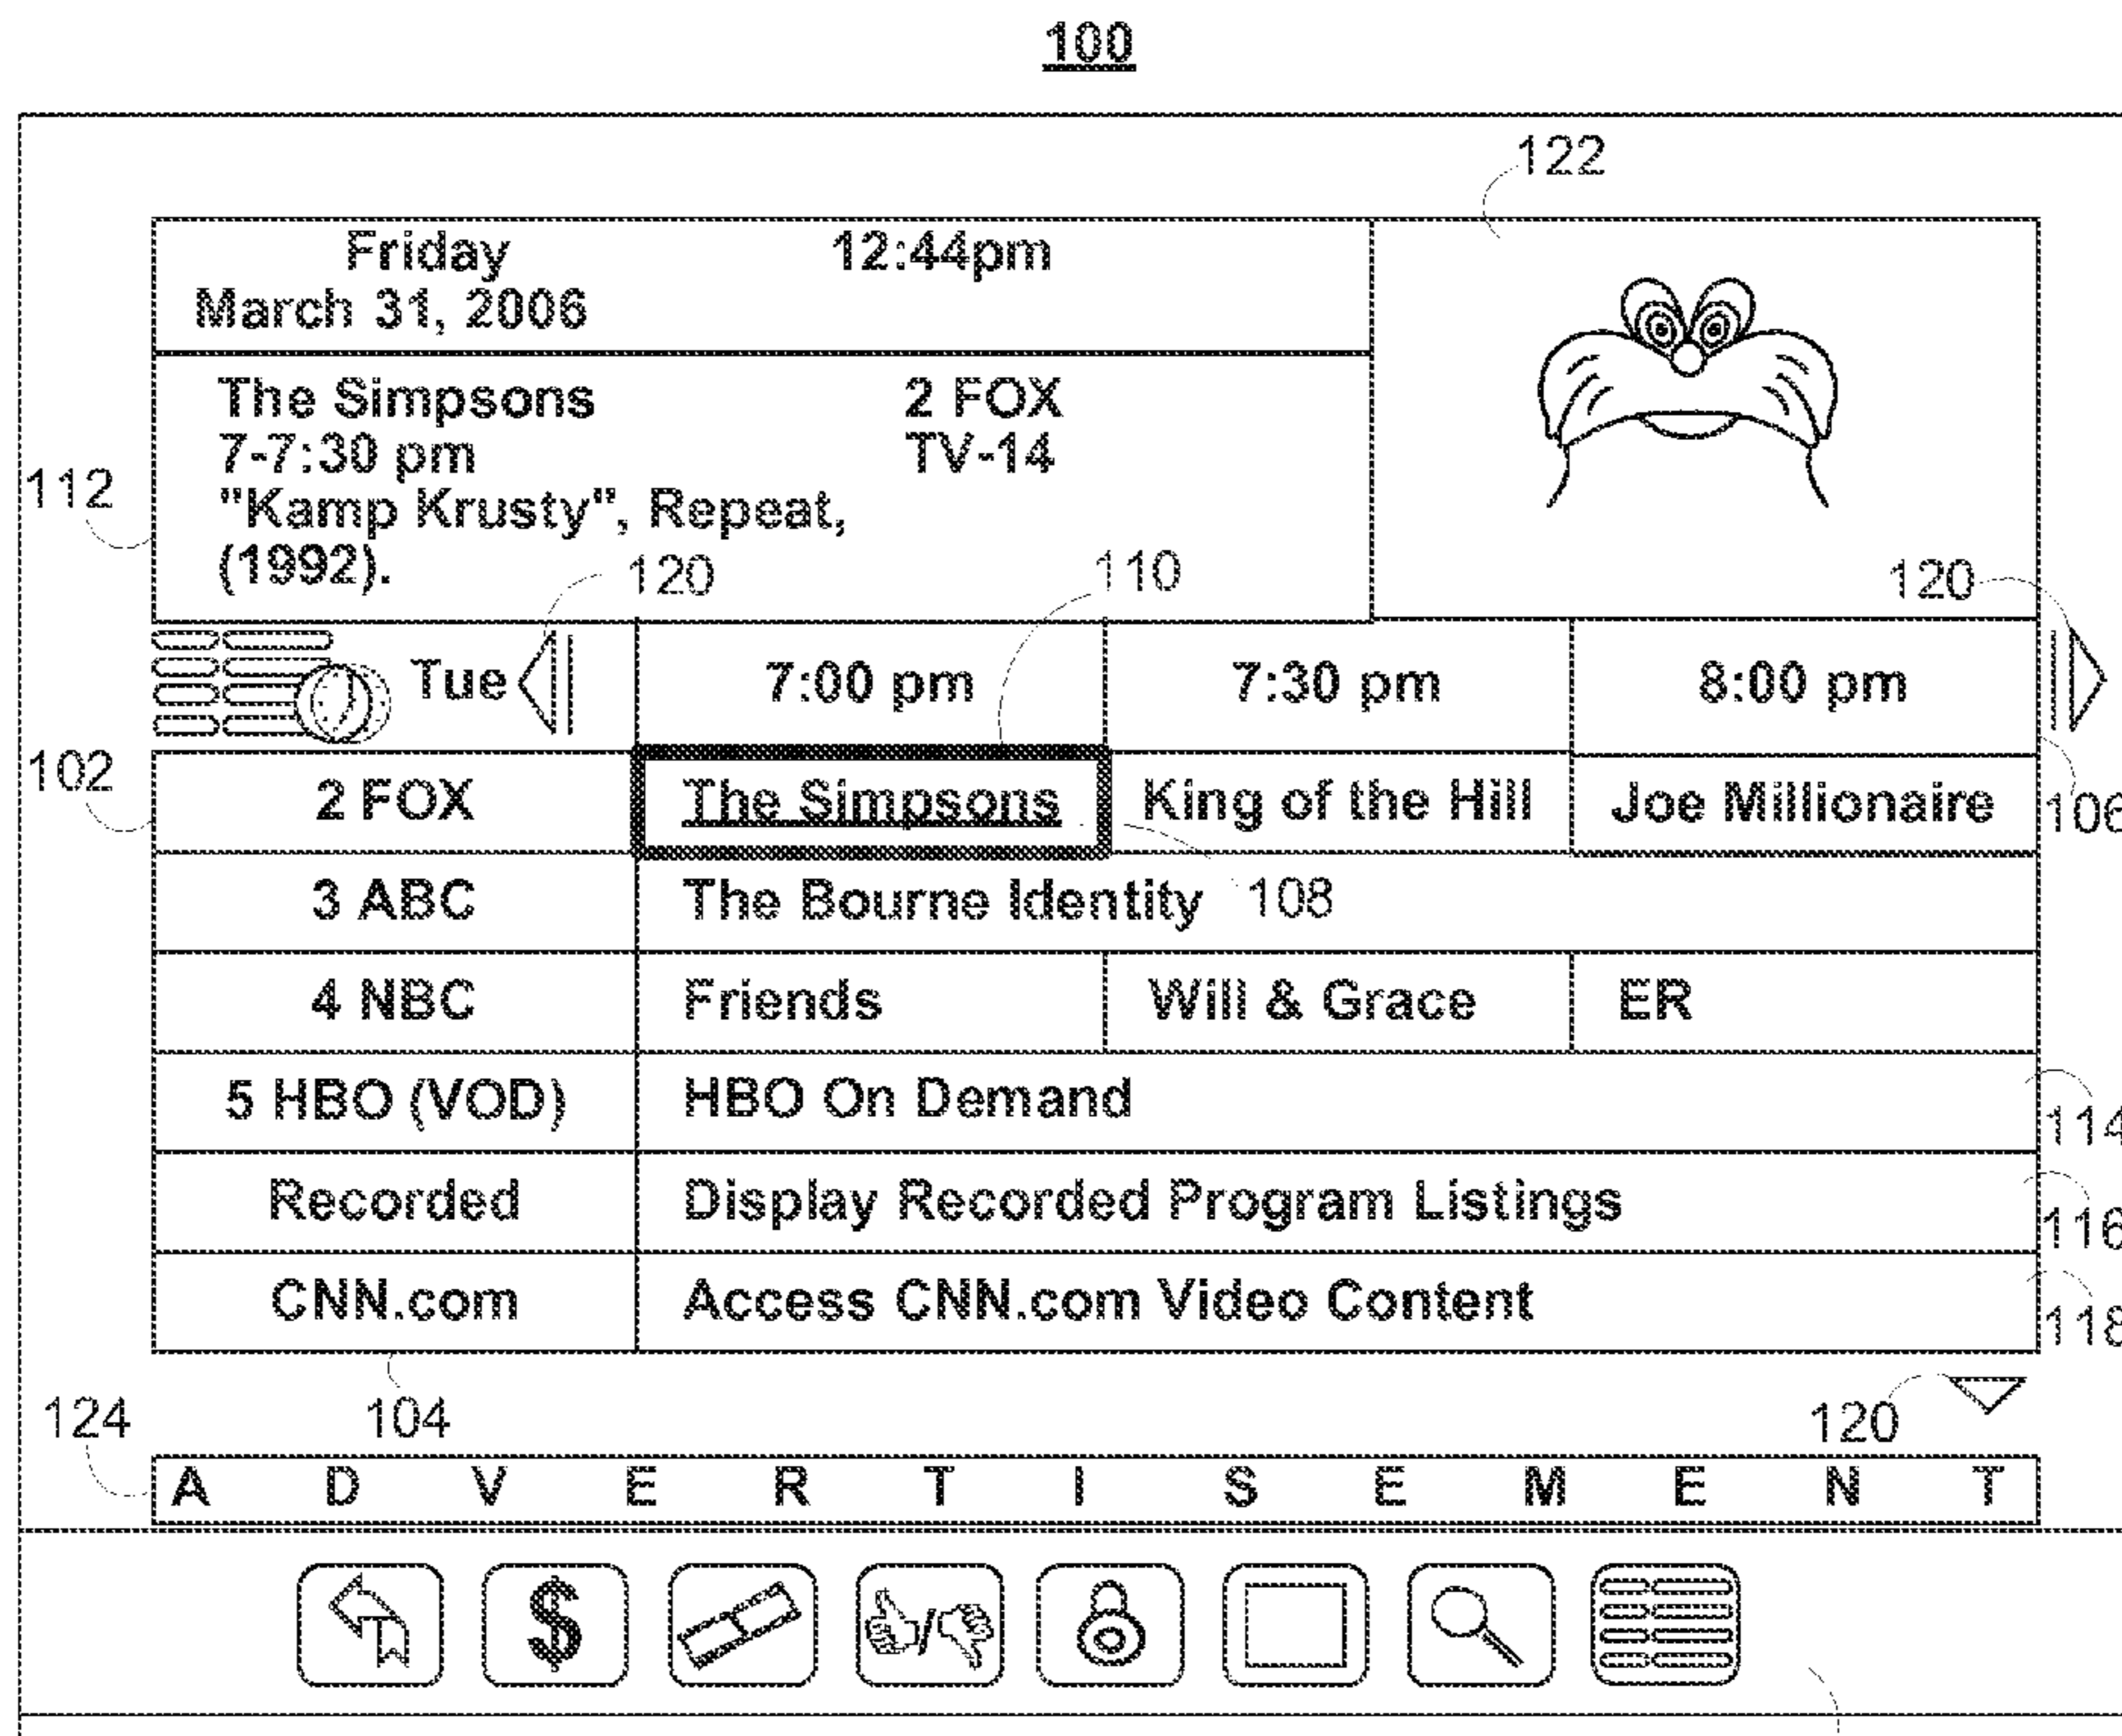 100
122
Friday 12:44pm
March 31, 2006
The Simpsons 2 FOX
7-7:30 pm TV-14
112
"Kamp Krusty", Repeat,
(1992).
120 110 120
Tue 7:00 pm 7:30 pm 8:00 pm
102
2 FOX The Simpsons King of the Hill Joe Millionaire
106
3 ABC The Bourne Identity 108
4 NBC Friends Will & Grace ER
5 HBO (VOD) HBO On Demand
114
Recorded Display Recorded Program Listings
116
CNN.com Access CNN.com Video Content
118
124 104 120
A D V E R T I S E M E N T
$
/